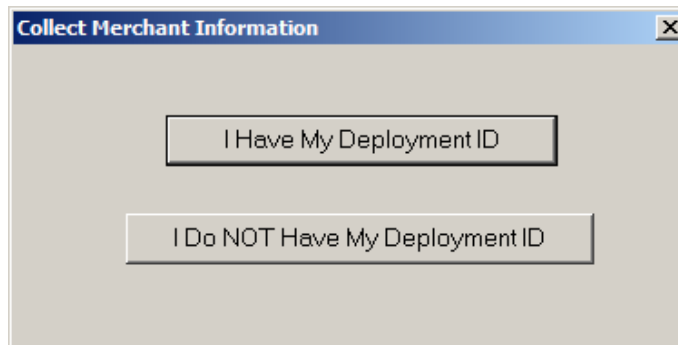 Collect Merchant Information
I Have My Deployment ID
I Do NOT Have My Deployment ID